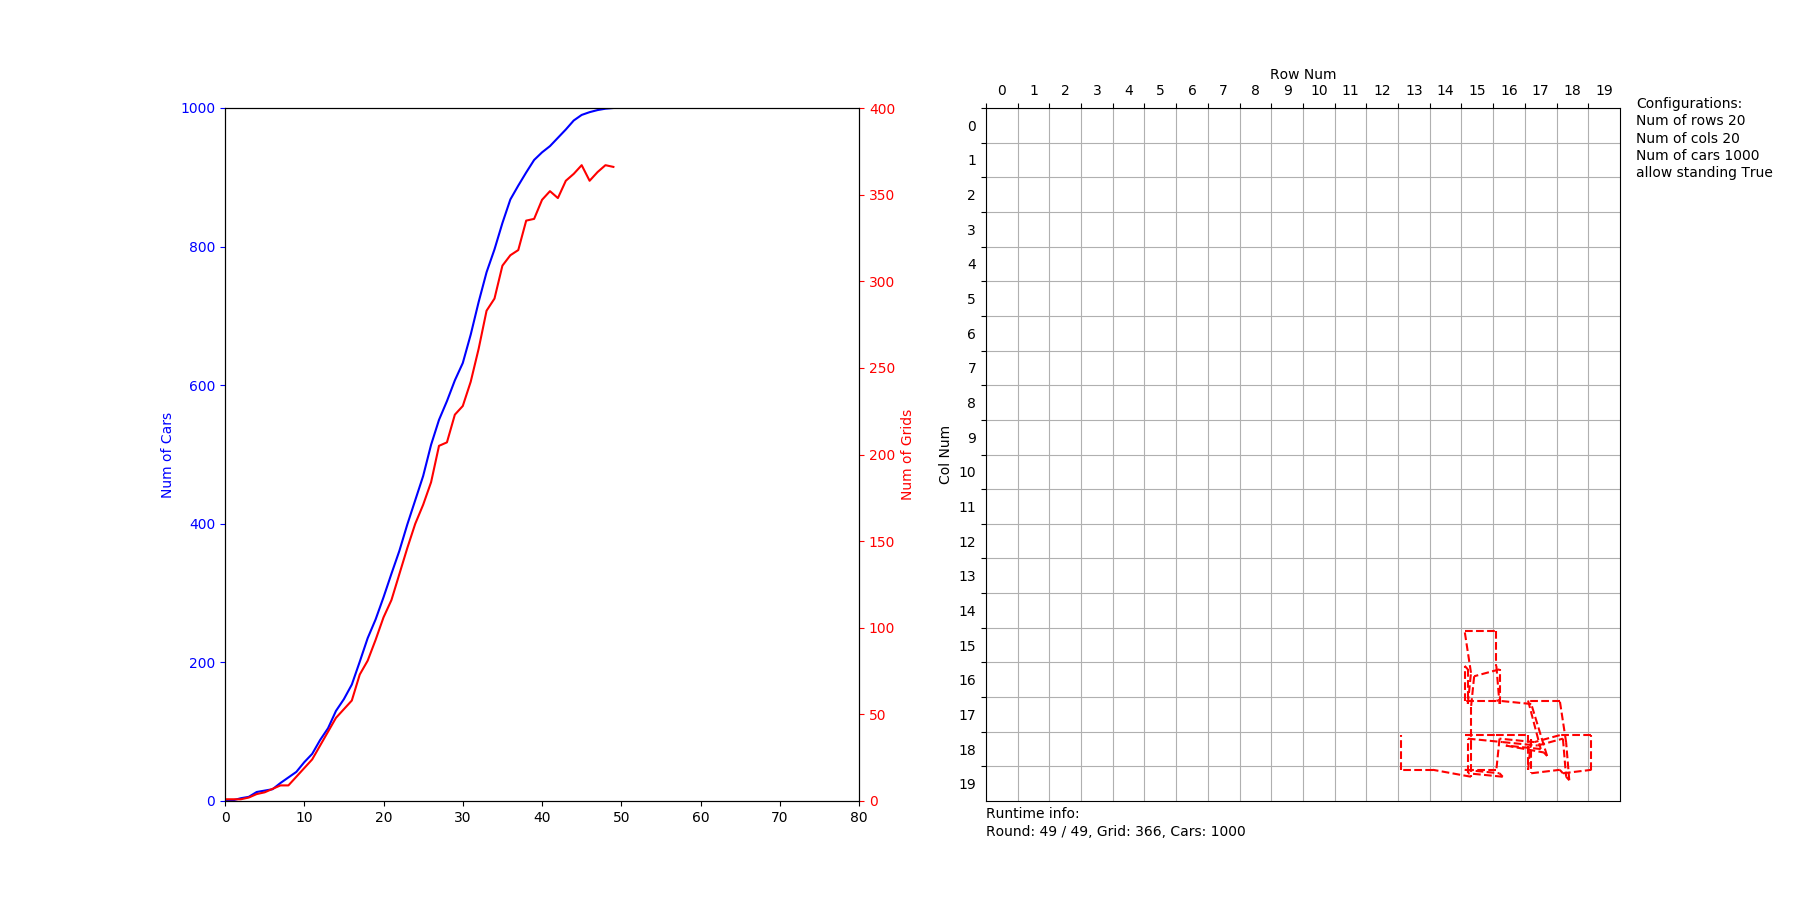 Num of Cars
1000
800
600
400
200
0
0 10 20 30 40 50 60 70 80
400
350
300
250
200
150
100
50
0
Num of Grids
Row Num
0 1 2 3 4 5 6 7 8 9 10 11 12 13 14 15 16 17 18 19
Col Num
0
1
2
3
4
5
6
7
8
9
10
11
12
13
14
15
16
17
18
19
Configurations:
Num of rows 20
Num of cols 20
Num of cars 1000
allow standing True
Runtime info:
Round: 49 / 49, Grid: 366, Cars: 1000